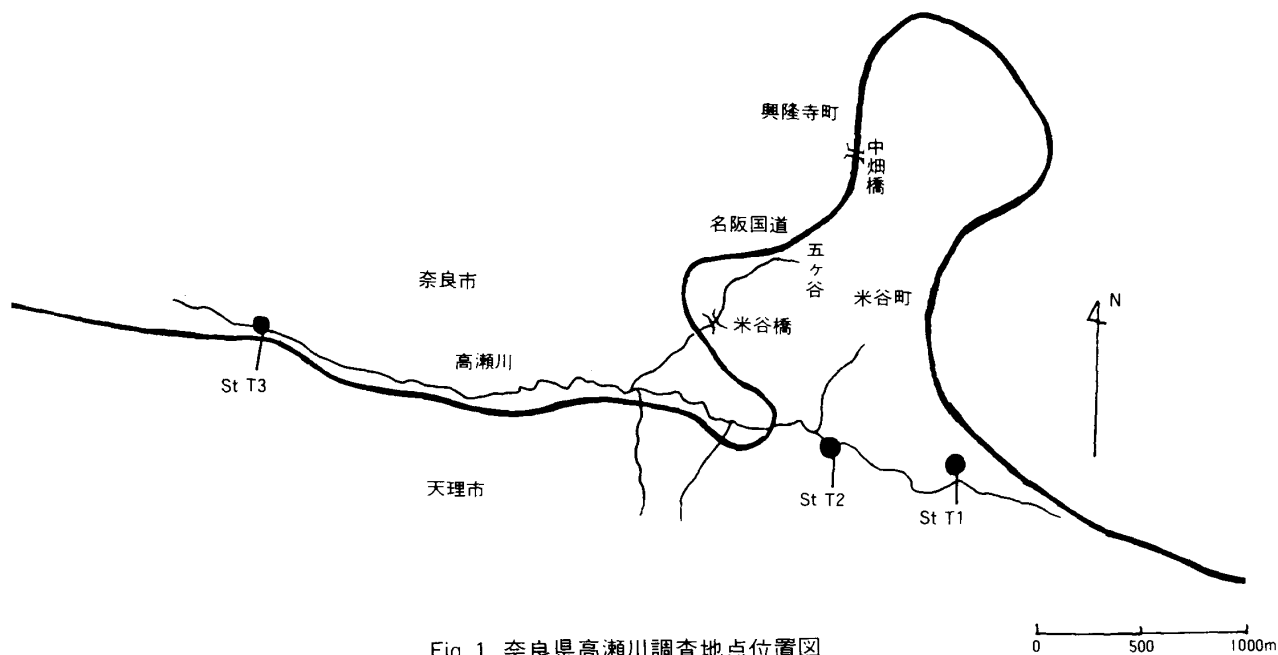 興隆寺町
中畑橋
名阪国道
五ヶ谷
奈良市
米谷町
N
米谷橋
高瀬川
St T3
天理市
St T2
St T1
Fig 1 奈良県高瀬川調査地点位置図
0 500 1000m